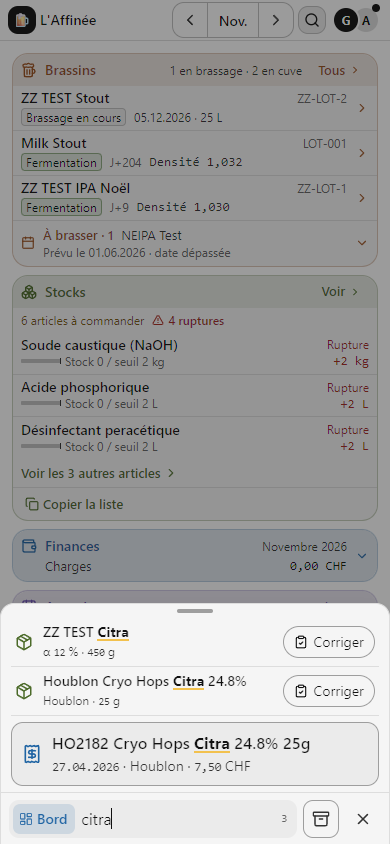 L'Affinée
Nov.
G A
Brassins 1 en brassage · 2 en cuve Tous
ZZ TEST Stout ZZ-LOT-2
Brassage en cours 05.12.2026 · 25 L
Milk Stout LOT-001
Fermentation J+204 Densité 1,032
ZZ TEST IPA Noël ZZ-LOT-1
Fermentation J+9 Densité 1,030
À brasser · 1 NEIPA Test
Prévu le 01.06.2026 · date dépassée
Stocks Voir
6 articles à commander 4 ruptures
Soude caustique (NaOH) Rupture
Stock 0 / seuil 2 kg +2 kg
Acide phosphorique Rupture
Stock 0 / seuil 2 L +2 L
Désinfectant peracétique Rupture
Stock 0 / seuil 2 L +2 L
Voir les 3 autres articles
Copier la liste
Finances Novembre 2026
Charges 0,00 CHF
ZZ TEST Citra
α 12 % · 450 g
Corriger
Houblon Cryo Hops Citra 24.8%
Houblon · 25 g
Corriger
HO2182 Cryo Hops Citra 24.8% 25g
27.04.2026 · Houblon · 7,50 CHF
Bord citra 3